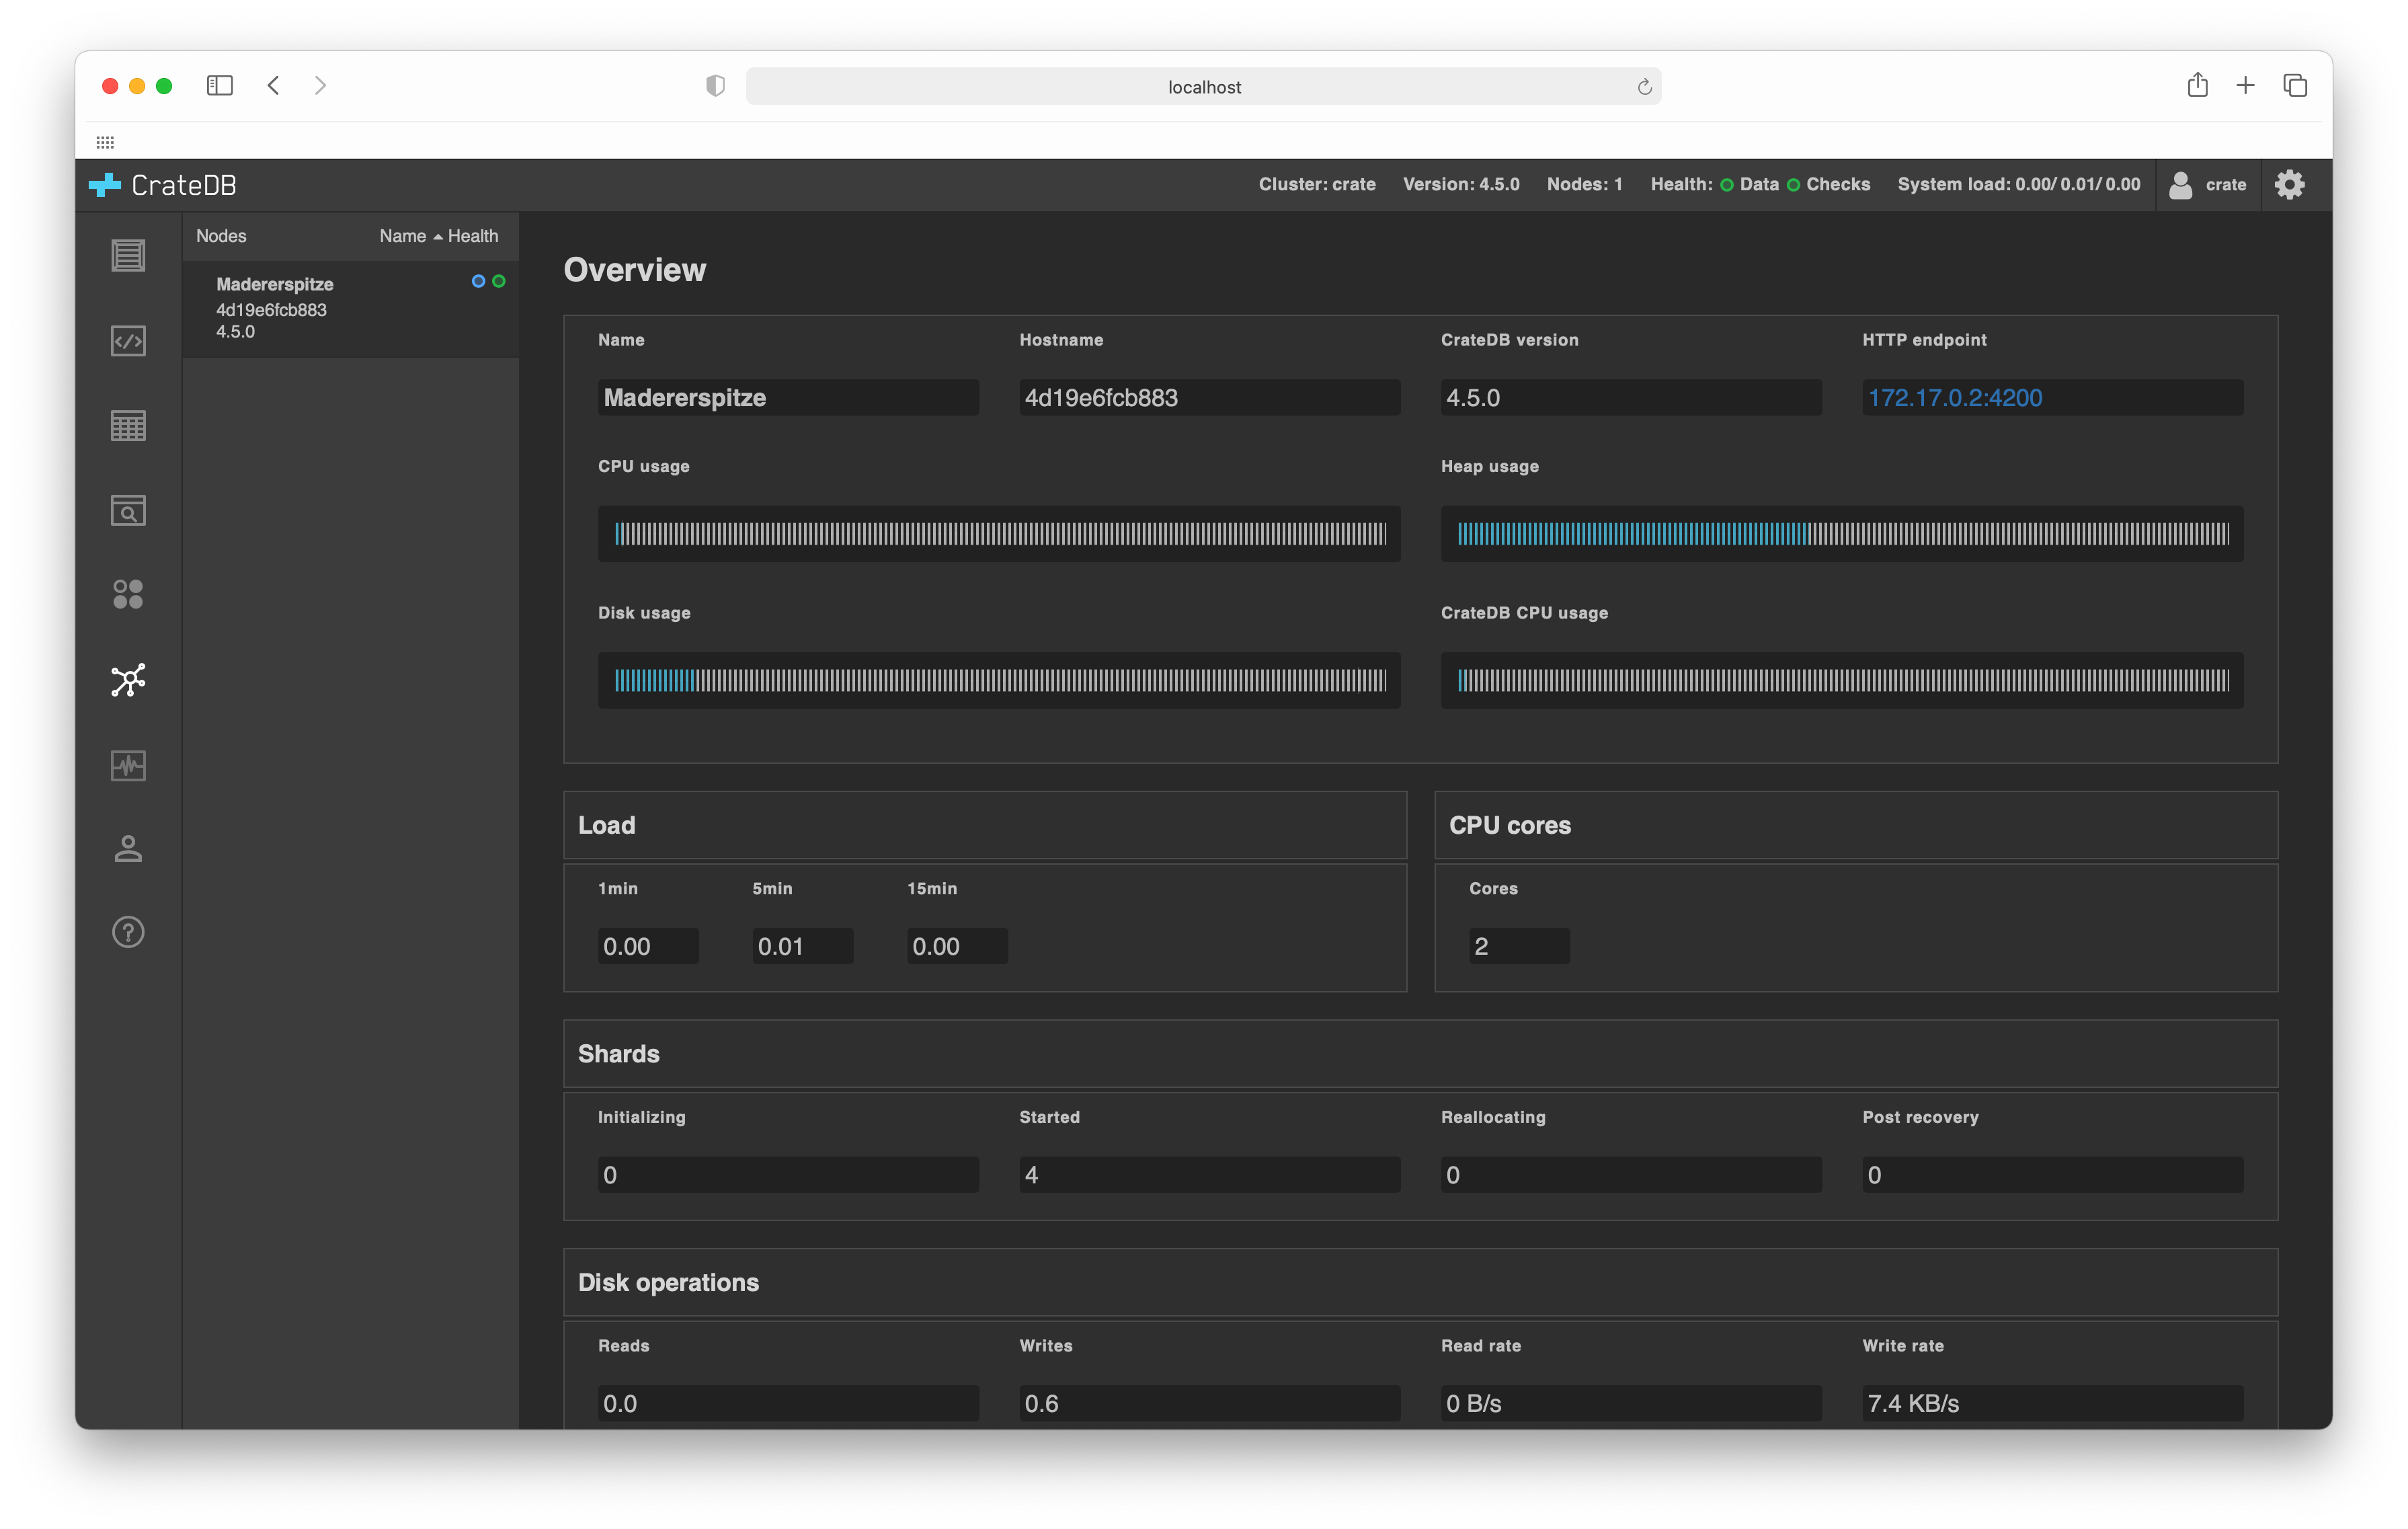 localhost
CrateDB
Cluster: crate Version: 4.5.0 Nodes: 1 Health: Data Checks System load: 0.00/ 0.01/ 0.00 crate
Nodes Name Health
Madererspitze
4d19e6fcb883
4.5.0
Overview
Name Hostname CrateDB version HTTP endpoint
Madererspitze 4d19e6fcb883 4.5.0 172.17.0.2:4200
CPU usage Heap usage
Disk usage CrateDB CPU usage
Load CPU cores
1min 5min 15min Cores
0.00 0.01 0.00 2
Shards
Initializing Started Reallocating Post recovery
0 4 0 0
Disk operations
Reads Writes Read rate Write rate
0.0 0.6 0 B/s 7.4 KB/s